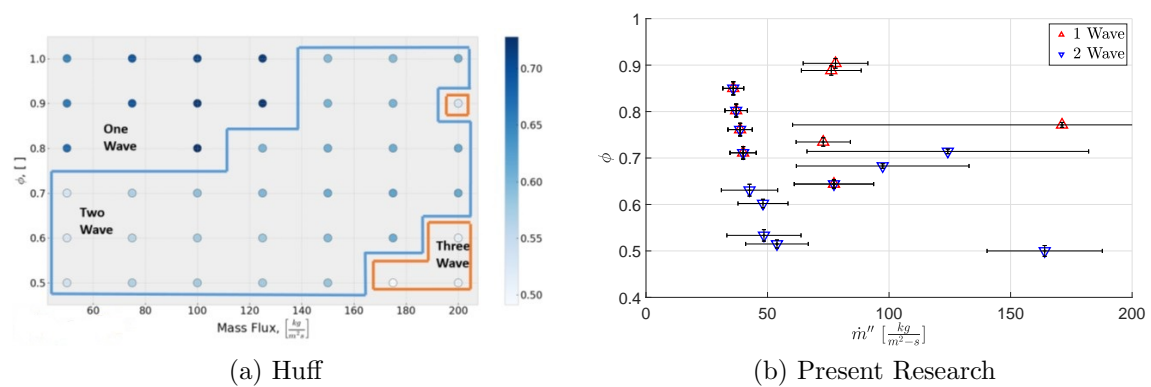 1.0
0.9
0.8
0.7
0.6
0.5
ϕ, [ ]
One
Wave
Two
Wave
Three
Wave
60 80 100 120 140 160 180 200
Mass Flux, [kg/m²s]
0.70
0.65
0.60
0.55
0.50
(a) Huff
1
0.9
0.8
0.7
0.6
0.5
0.4
ϕ
1 Wave
2 Wave
0 50 100 150 200
ṁ″ [kg/m²−s]
(b) Present Research